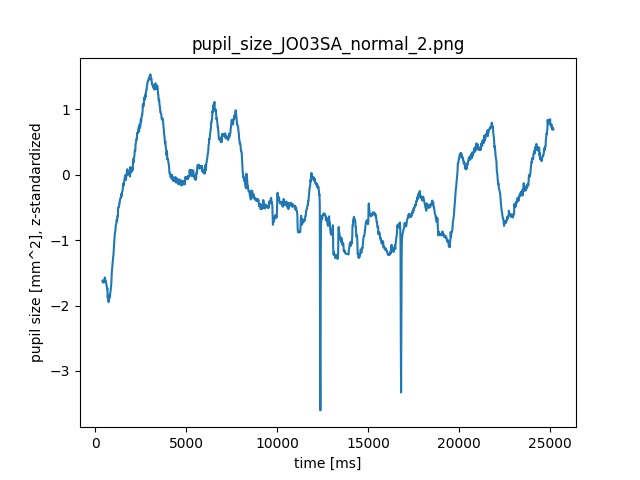 pupil_size_JO03SA_normal_2.png
pupil size [mm^2], z-standardized
1
0
−1
−2
−3
0 5000 10000 15000 20000 25000
time [ms]